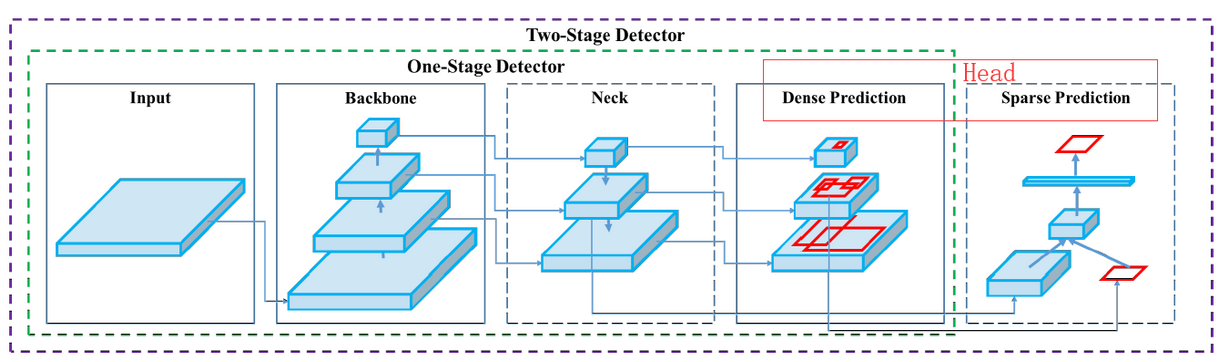 Two-Stage Detector
One-Stage Detector
Head
Input
Backbone
Neck
Dense Prediction
Sparse Prediction